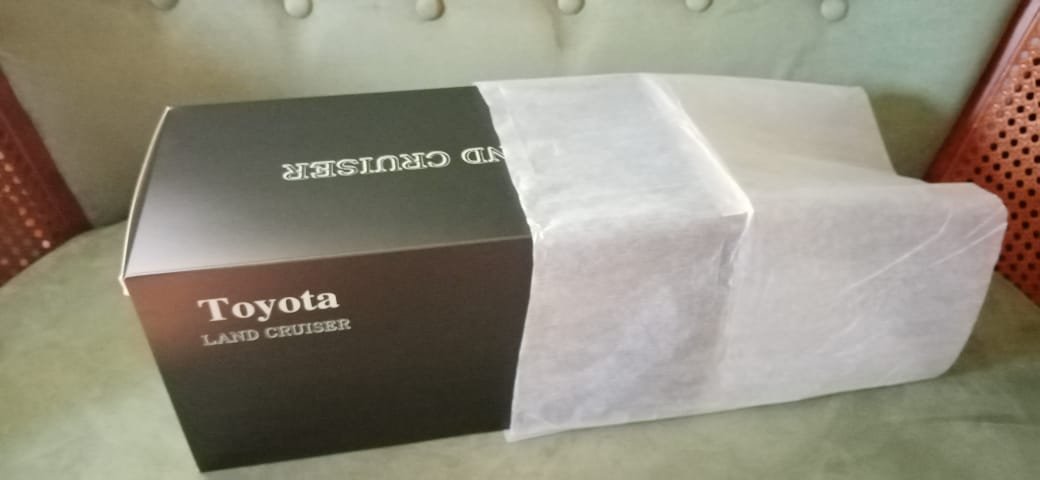 ND CRUISER
Toyota
LAND CRUISER